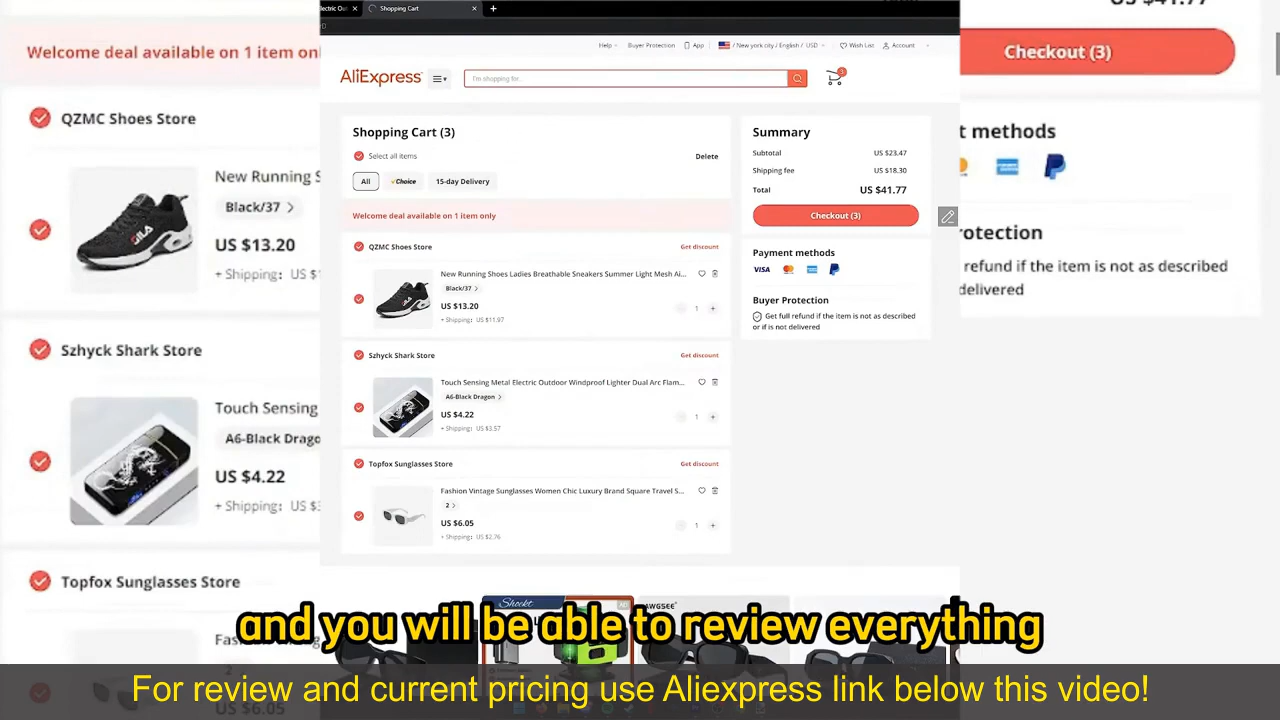 Shopping Cart
Help
Buyer Protection
App
/ New york city / English / USD
Wish List
Account
AliExpress
I'm shopping for...
3
Shopping Cart (3)
Select all items
Delete
All
Choice
15-day Delivery
Welcome deal available on 1 item only
QZMC Shoes Store
Get discount
New Running Shoes Ladies Breathable Sneakers Summer Light Mesh Ai...
Black/37
US $13.20
+ Shipping: US $11.97
1
Szhyck Shark Store
Get discount
Touch Sensing Metal Electric Outdoor Windproof Lighter Dual Arc Flam...
A6-Black Dragon
US $4.22
+ Shipping: US $3.57
1
Topfox Sunglasses Store
Get discount
Fashion Vintage Sunglasses Women Chic Luxury Brand Square Travel S...
2
US $6.05
+ Shipping: US $2.76
1
Summary
Subtotal US $23.47
Shipping fee US $18.30
Total US $41.77
Checkout (3)
Payment methods
VISA
Buyer Protection
Get full refund if the item is not as described
or if is not delivered
Welcome deal available on 1 item onl
QZMC Shoes Store
New Running S
Black/37
US $13.20
+ Shipping: US $1
Szhyck Shark Store
Touch Sensing
A6-Black Drago
US $4.22
+ Shipping: US $3
Topfox Sunglasses Store
Checkout (3)
t methods
otection
refund if the item is not as described
delivered
and you will be able to review everything
For review and current pricing use Aliexpress link below this video!